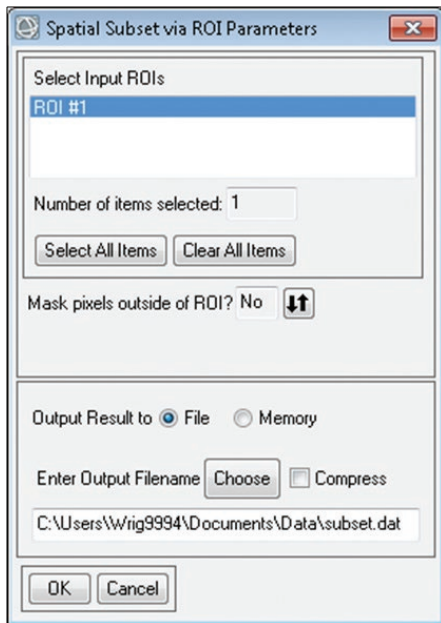 Spatial Subset via ROI Parameters
Select Input ROIs
ROI #1
Number of items selected: 1
Select All Items Clear All Items
Mask pixels outside of ROI? No
Output Result to File Memory
Enter Output Filename Choose Compress
C:\Users\Wrig9994\Documents\Data\subset.dat
OK Cancel